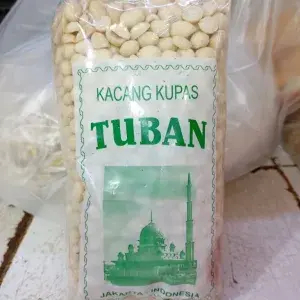 KACANG KUPAS
TUBAN
JAKARTA - INDONESIA